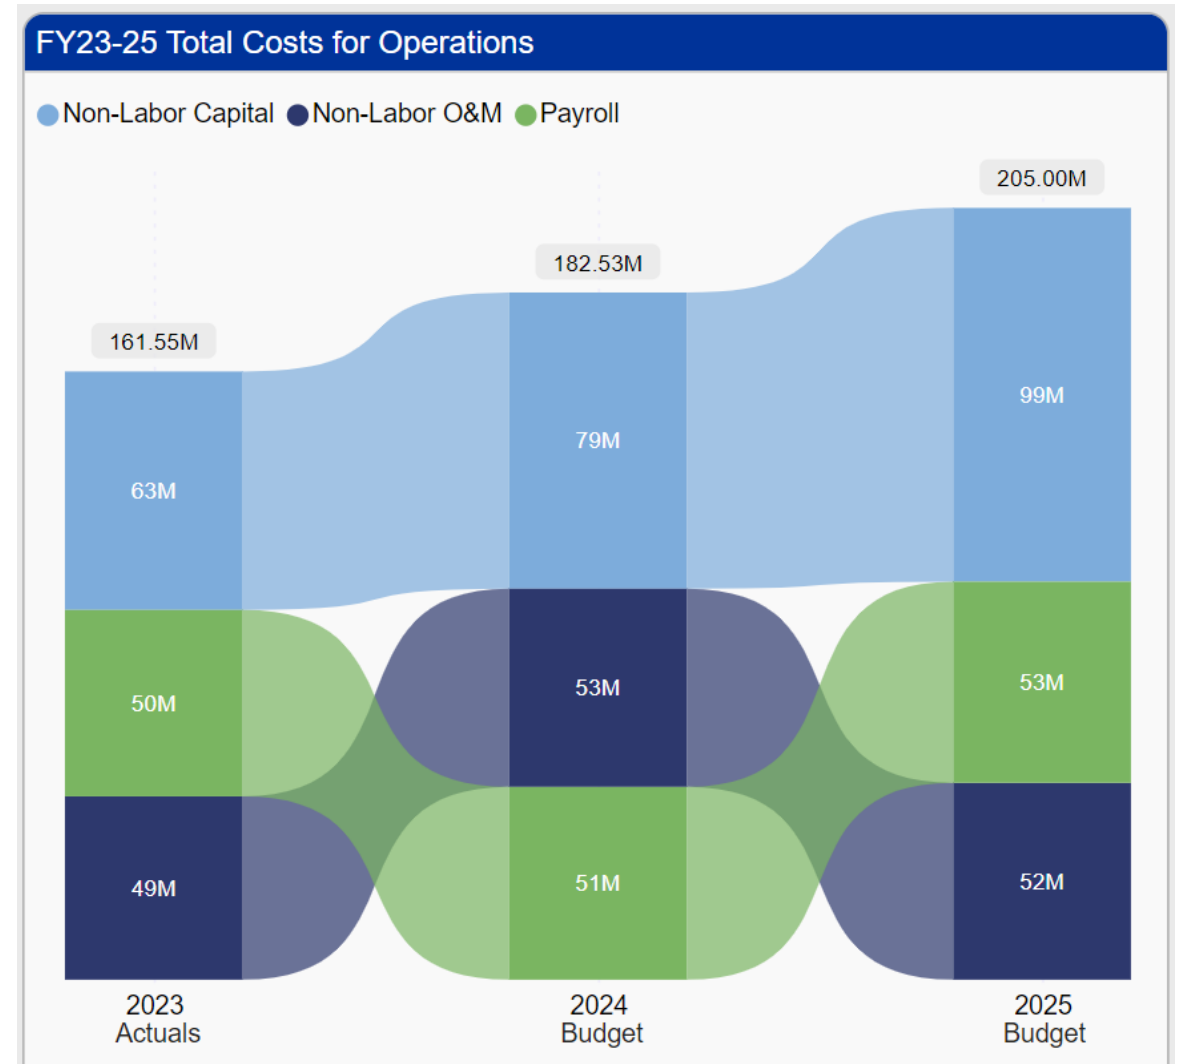 FY23-25 Total Costs for Operations
Non-Labor Capital Non-Labor O&M Payroll
205.00M
182.53M
161.55M
99M
79M
63M
53M
53M
50M
52M
51M
49M
2023 2024 2025
Actuals Budget Budget